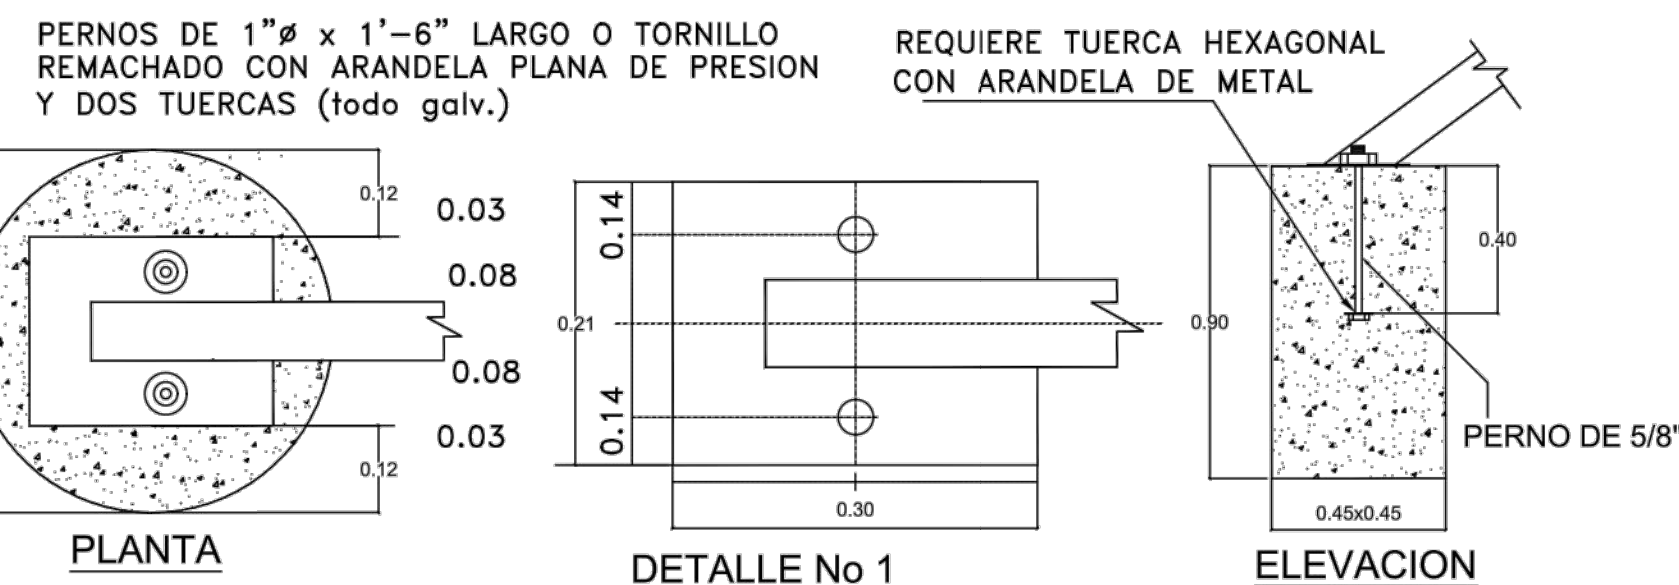 PERNOS DE 1"ø x 1'-6" LARGO O TORNILLO
REMACHADO CON ARANDELA PLANA DE PRESION
Y DOS TUERCAS (todo galv.)
0.12
0.03
0.08
0.08
0.03
0.12
PLANTA
0.14
0.21
0.14
0.30
DETALLE No 1
REQUIERE TUERCA HEXAGONAL
CON ARANDELA DE METAL
0.40
0.90
PERNO DE 5/8"
0.45x0.45
ELEVACION